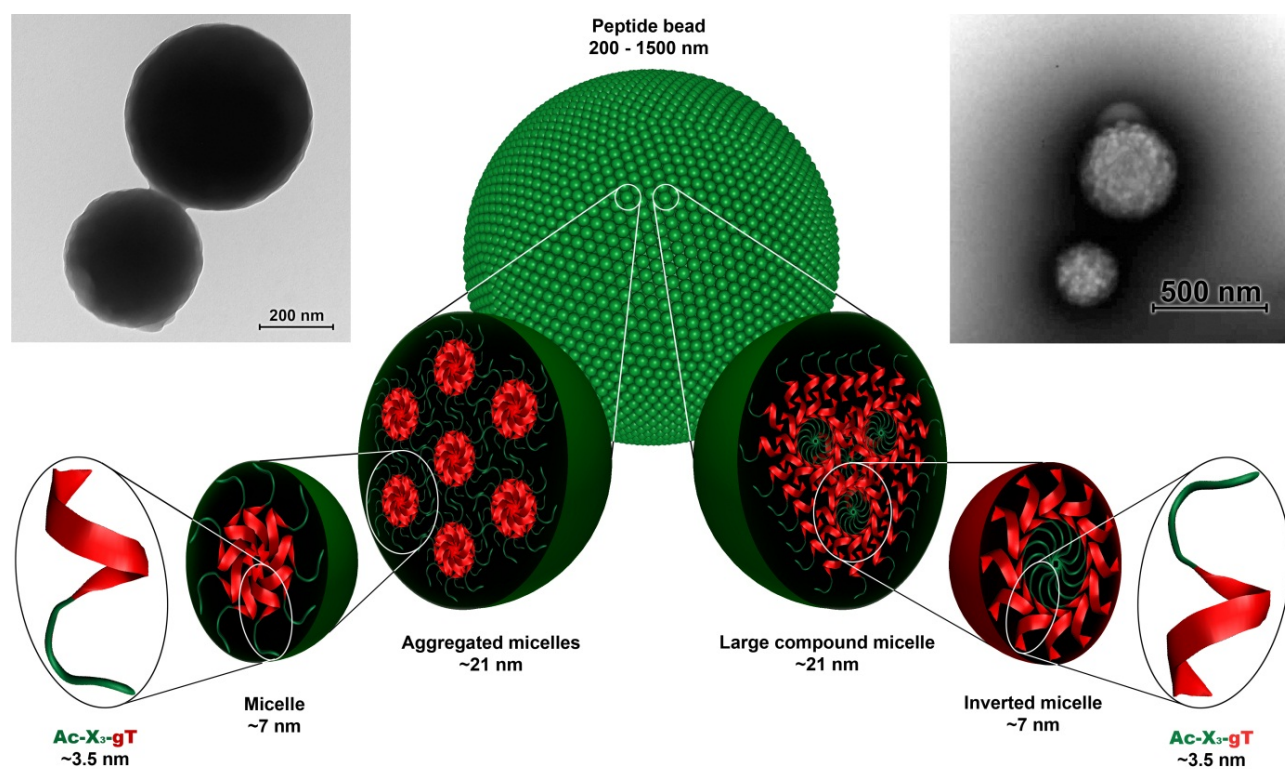 Peptide bead
200 - 1500 nm
200 nm
500 nm
Aggregated micelles
~21 nm
Large compound micelle
~21 nm
Micelle
~7 nm
Inverted micelle
~7 nm
Ac-X₃-gT
~3.5 nm
Ac-X₃-gT
~3.5 nm